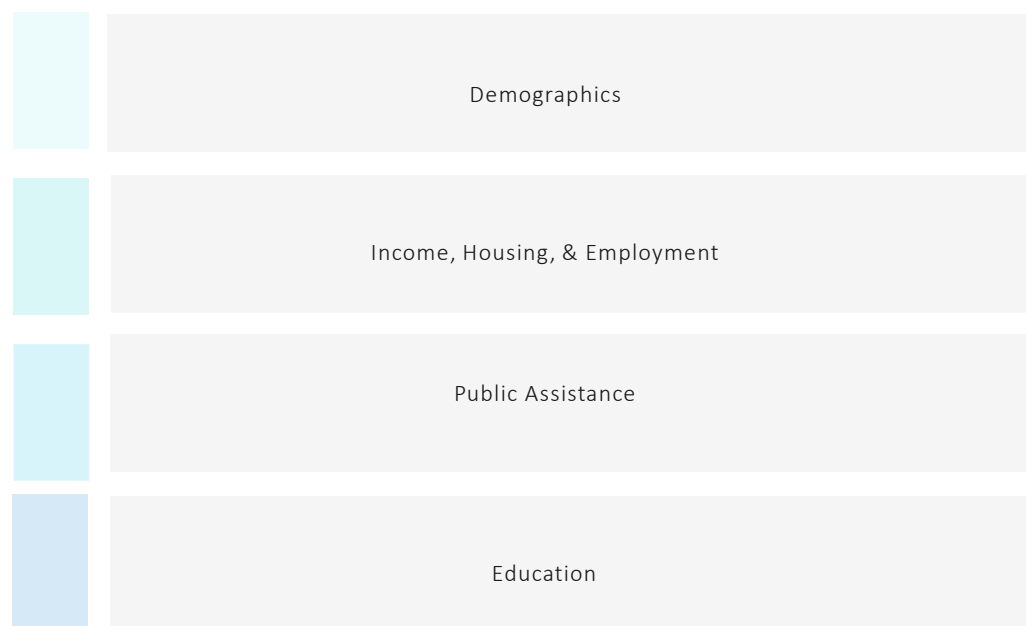 Demographics
Income, Housing, & Employment
Public Assistance
Education